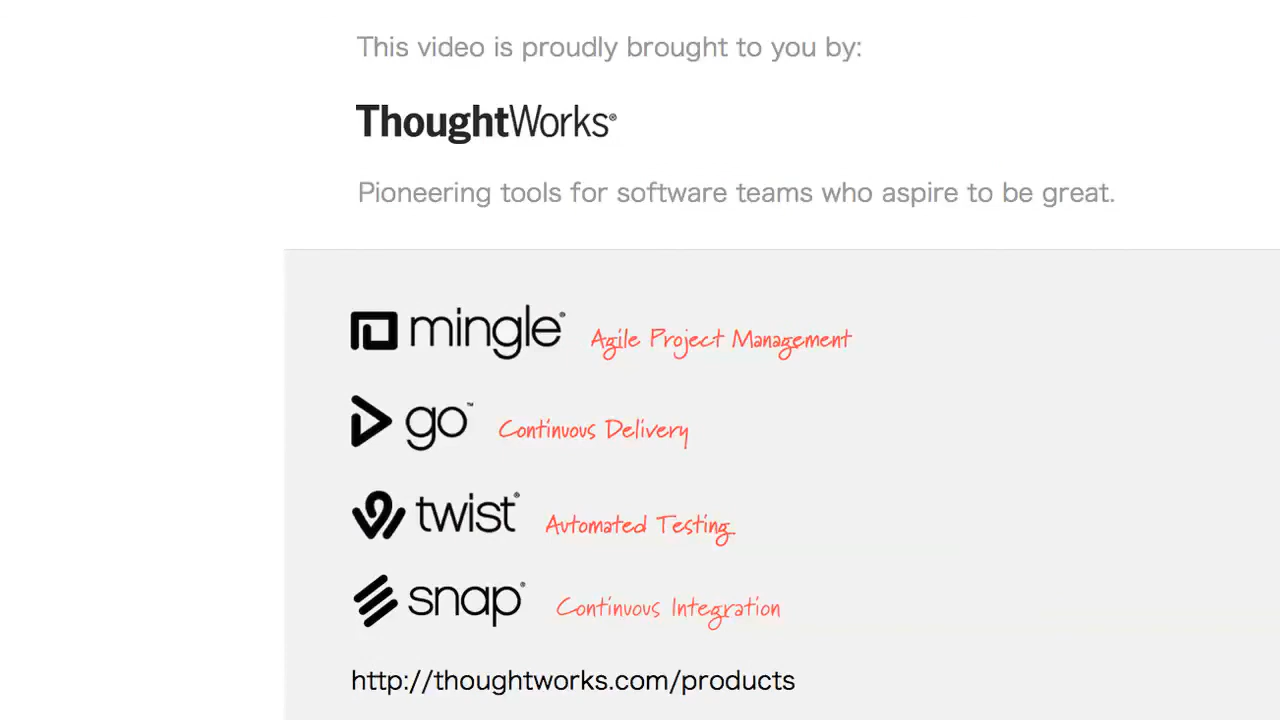 This video is proudly brought to you by:
ThoughtWorks®
Pioneering tools for software teams who aspire to be great.
mingle® Agile Project Management
go™ Continuous Delivery
twist® Automated Testing
snap® Continuous Integration
http://thoughtworks.com/products